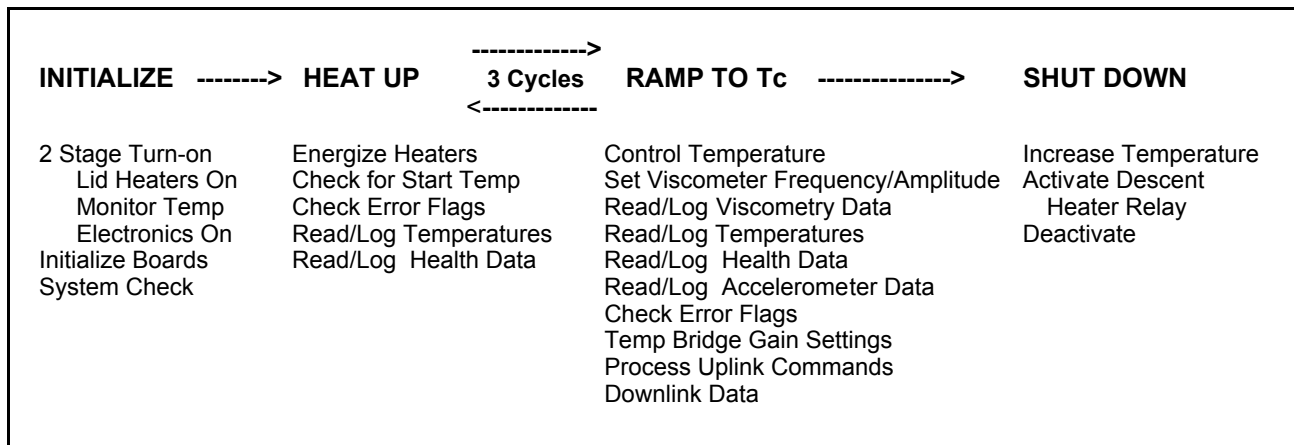 ------------->
INITIALIZE --------> HEAT UP 3 Cycles RAMP TO Tc ---------------> SHUT DOWN
<-------------
2 Stage Turn-on
Lid Heaters On
Monitor Temp
Electronics On
Initialize Boards
System Check
Energize Heaters
Check for Start Temp
Check Error Flags
Read/Log Temperatures
Read/Log Health Data
Control Temperature
Set Viscometer Frequency/Amplitude
Read/Log Viscometry Data
Read/Log Temperatures
Read/Log Health Data
Read/Log Accelerometer Data
Check Error Flags
Temp Bridge Gain Settings
Process Uplink Commands
Downlink Data
Increase Temperature
Activate Descent
Heater Relay
Deactivate